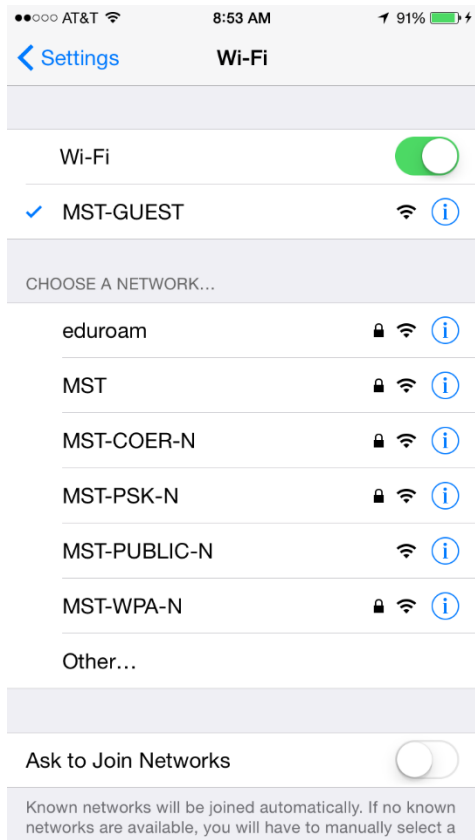 AT&T 8:53 AM 91%
Settings Wi-Fi
Wi-Fi
MST-GUEST
CHOOSE A NETWORK...
eduroam
MST
MST-COER-N
MST-PSK-N
MST-PUBLIC-N
MST-WPA-N
Other...
Ask to Join Networks
Known networks will be joined automatically. If no known
networks are available, you will have to manually select a